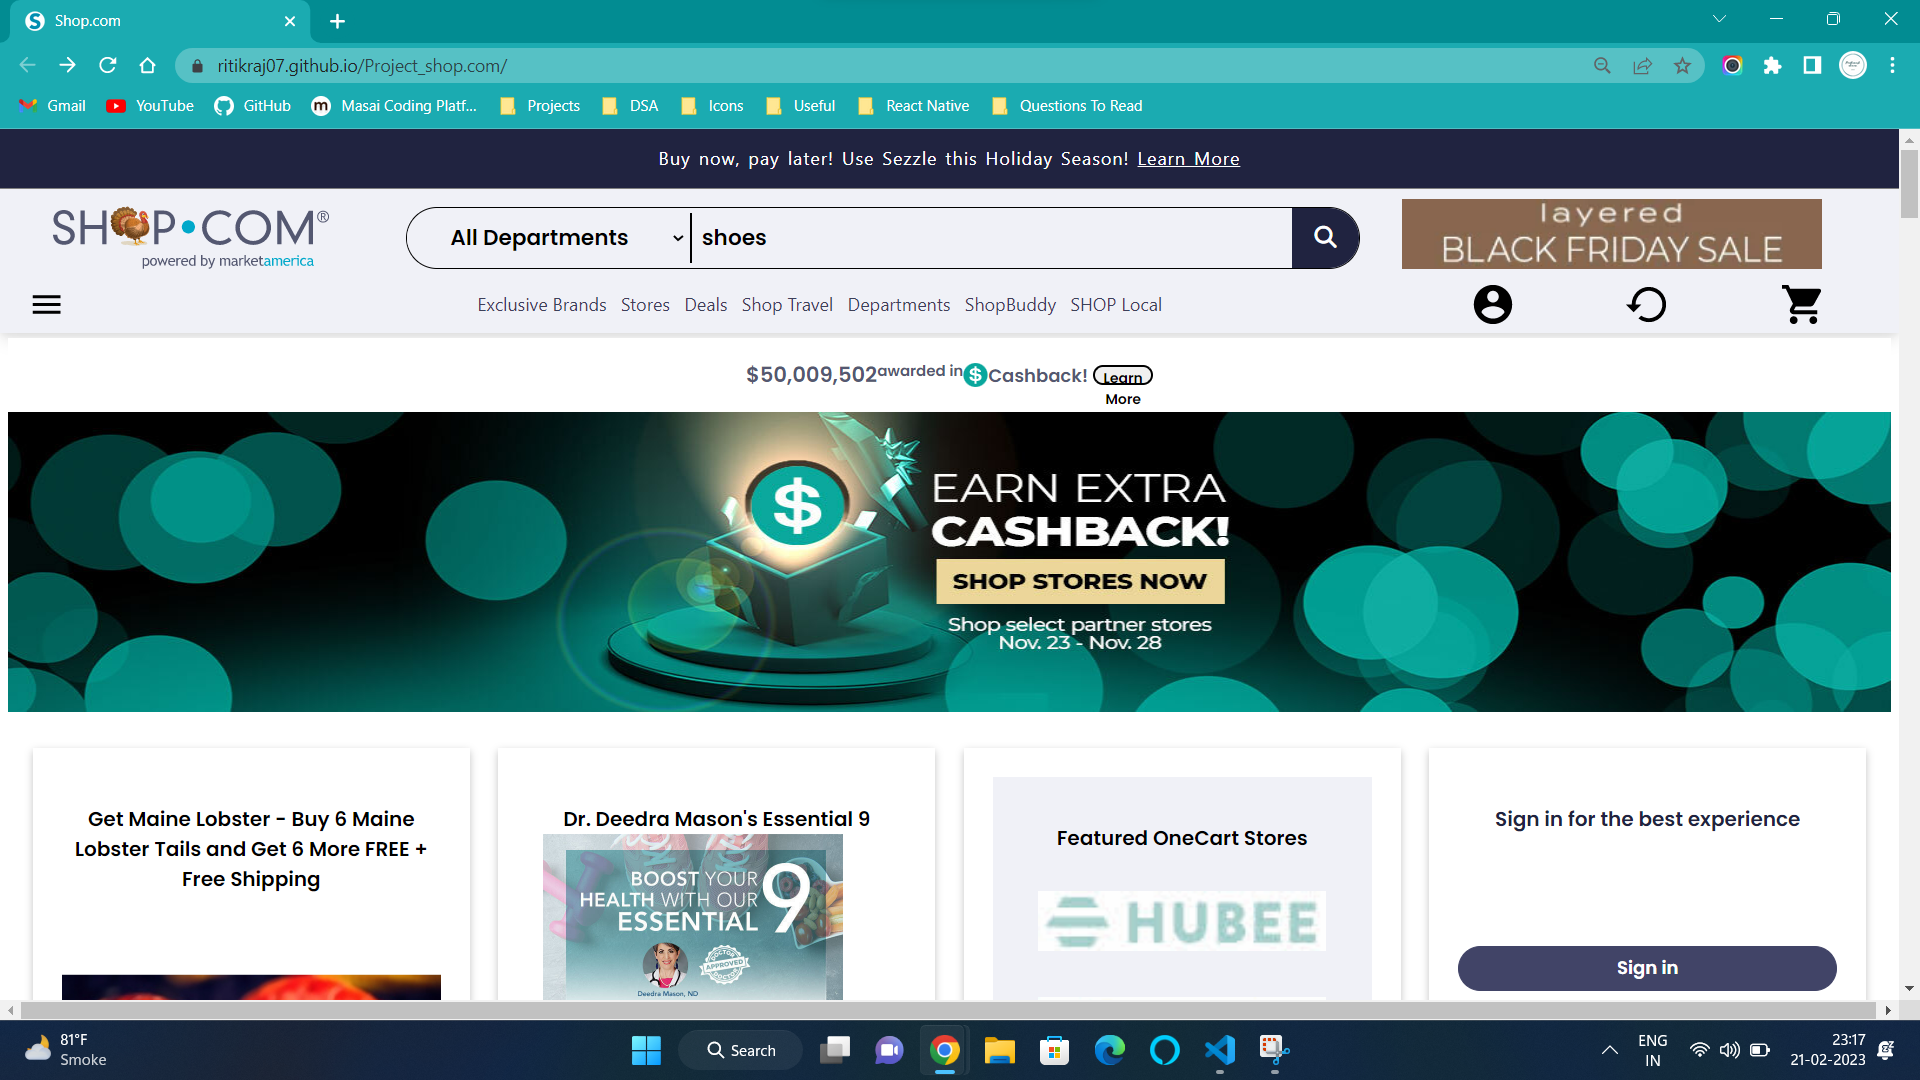 Shop.com
ritikraj07.github.io/Project_shop.com/
Gmail YouTube GitHub Masai Coding Platf... Projects DSA Icons Useful React Native Questions To Read
Buy now, pay later! Use Sezzle this Holiday Season! Learn More
SHOP•COM®
powered by marketamerica
All Departments
shoes
layered
BLACK FRIDAY SALE
Exclusive Brands Stores Deals Shop Travel Departments ShopBuddy SHOP Local
$50,009,502 awarded in $ Cashback! Learn
More
$
EARN EXTRA
CASHBACK!
SHOP STORES NOW
Shop select partner stores
Nov. 23 - Nov. 28
Get Maine Lobster - Buy 6 Maine
Lobster Tails and Get 6 More FREE +
Free Shipping
Dr. Deedra Mason's Essential 9
BOOST YOUR
HEALTH WITH OUR
ESSENTIAL 9
DOCTOR
APPROVED
DOCTOR
Deedra Mason, ND
Featured OneCart Stores
HUBEE
Sign in for the best experience
Sign in
81°F
Smoke
Search
ENG
IN
23:17
21-02-2023